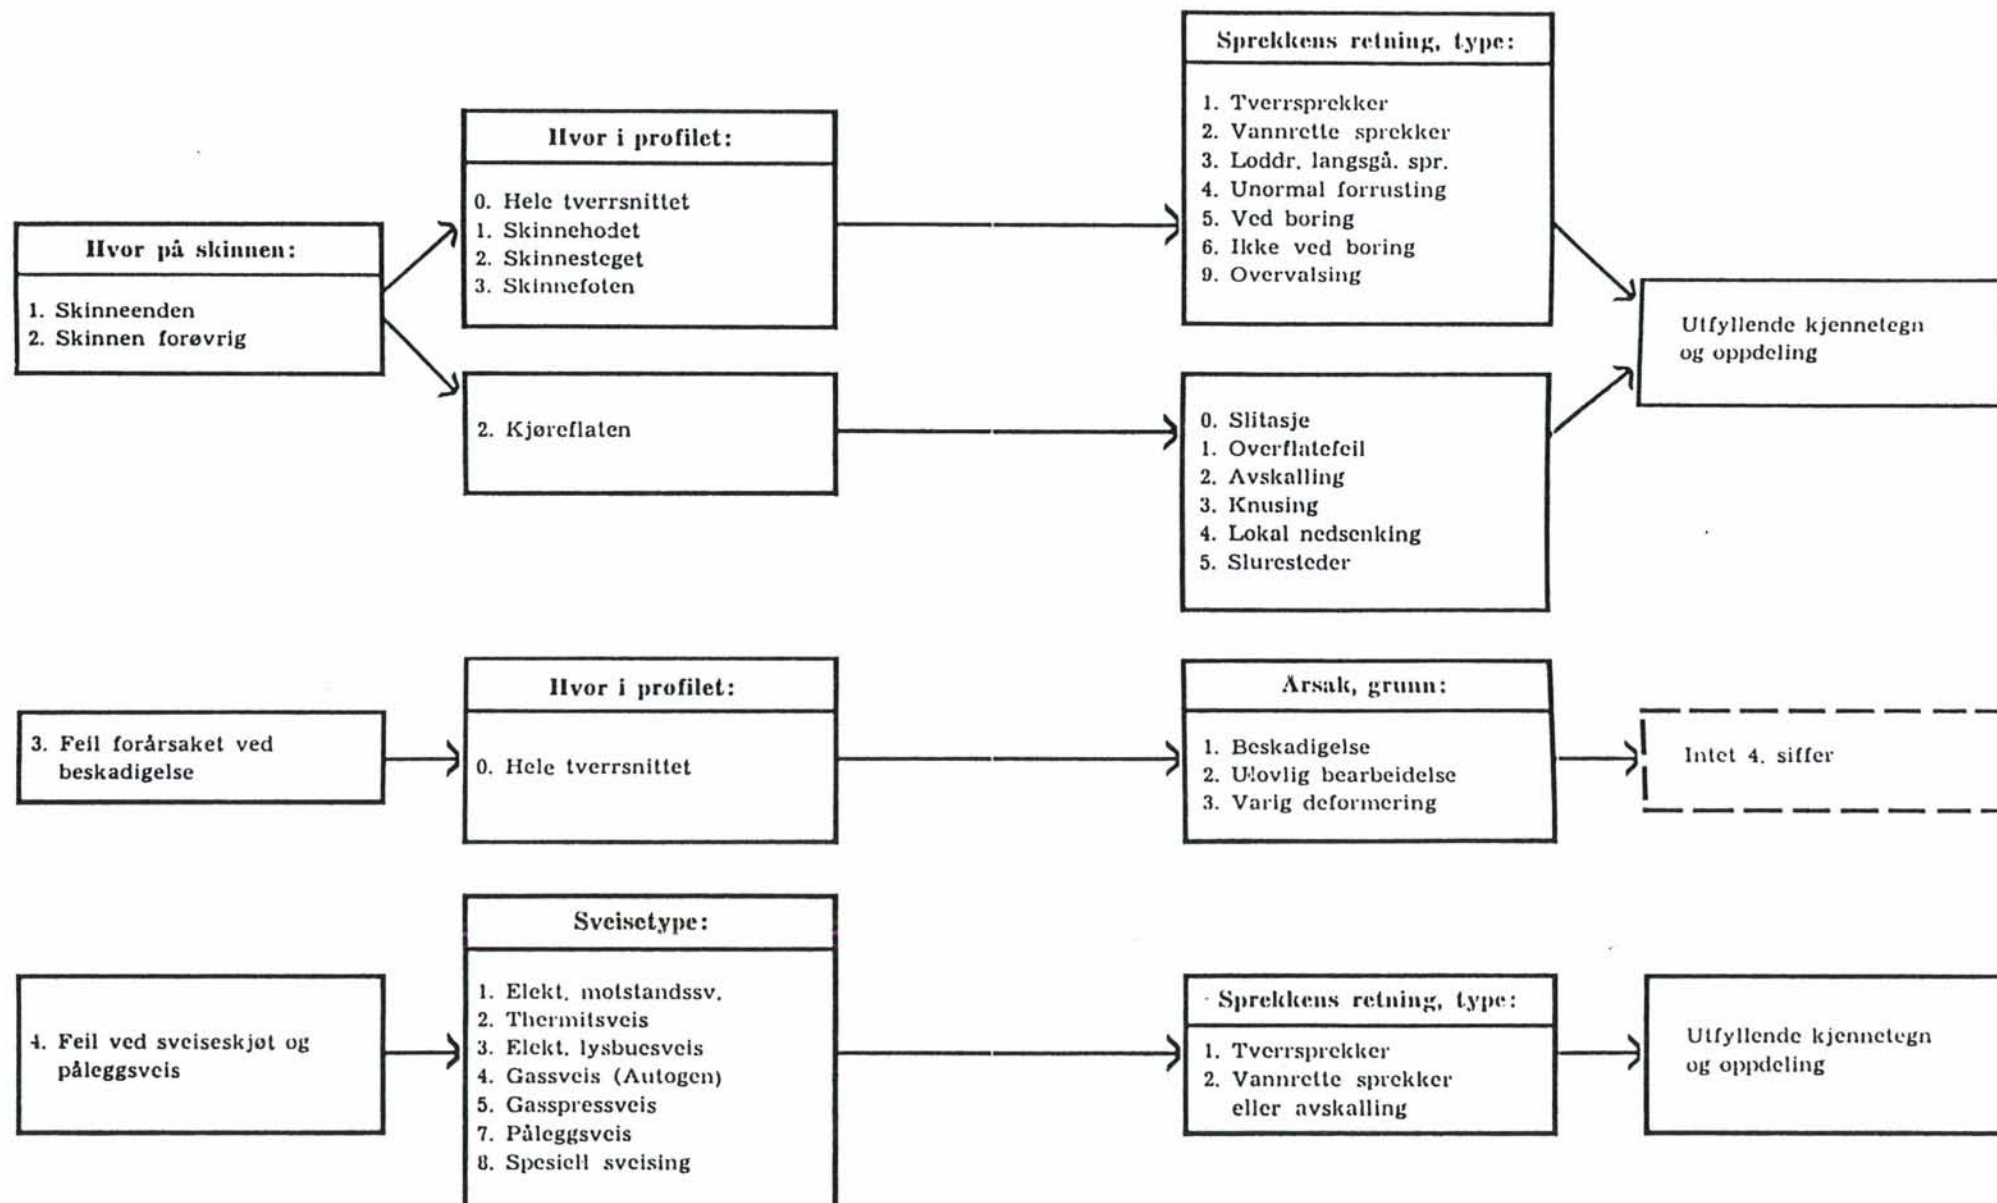 Hvor på skinnen:
1. Skinneenden
2. Skinnen forøvrig
Hvor i profilet:
0. Hele tverrsnittet
1. Skinnehodet
2. Skinnesteget
3. Skinnefoten
2. Kjøreflaten
Sprekkens retning, type:
1. Tverrsprekker
2. Vannrette sprekker
3. Loddr. langsgå. spr.
4. Unormal forrusting
5. Ved boring
6. Ikke ved boring
9. Overvalsing
0. Slitasje
1. Overflatefeil
2. Avskalling
3. Knusing
4. Lokal nedsenking
5. Sluresteder
Utfyllende kjennetegn
og oppdeling
3. Feil forårsaket ved
beskadigelse
Hvor i profilet:
0. Hele tverrsnittet
Årsak, grunn:
1. Beskadigelse
2. Ulovlig bearbeidelse
3. Varig deformering
Intet 4. siffer
4. Feil ved sveiseskjøt og
påleggsveis
Sveisetype:
1. Elekt. motstandssv.
2. Thermitsveis
3. Elekt. lysbuesveis
4. Gassveis (Autogen)
5. Gasspressveis
7. Påleggsveis
8. Spesiell sveising
Sprekkens retning, type:
1. Tverrsprekker
2. Vannrette sprekker
eller avskalling
Utfyllende kjennetegn
og oppdeling